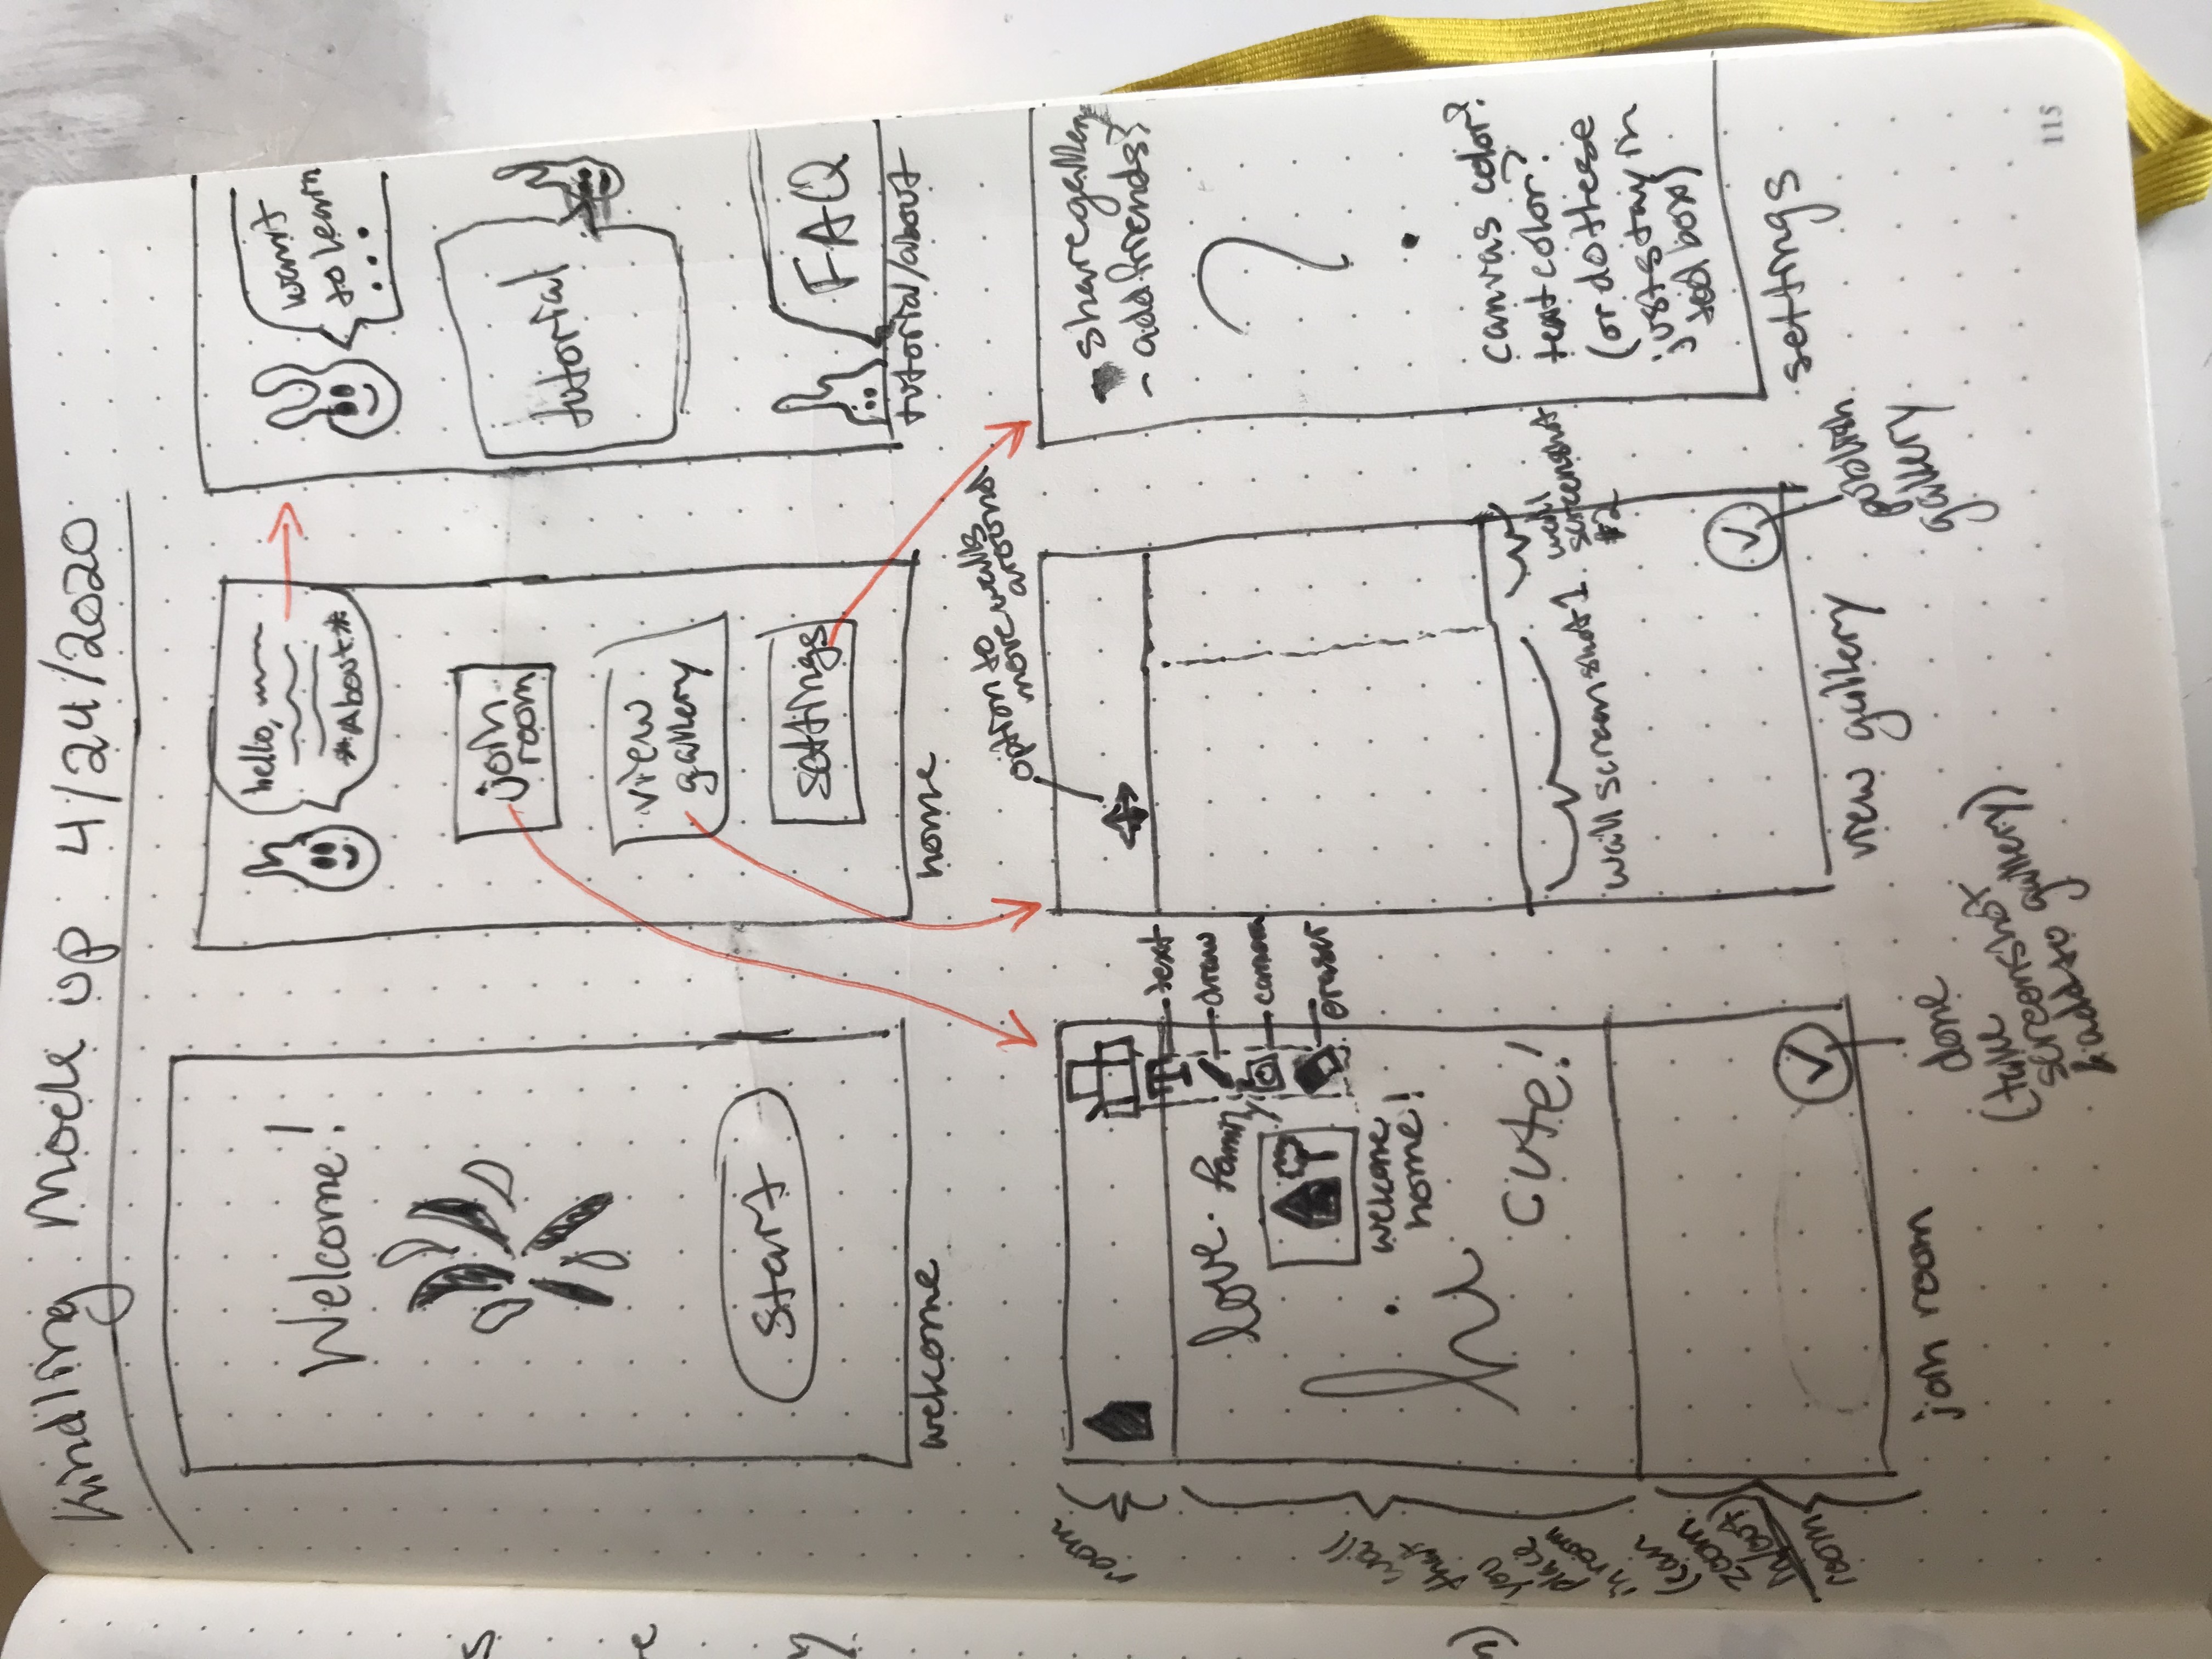 Kindling Mock up 4/24/2020
Welcome!
Start
welcome
hello,
*About*
join
room
view
gallery
settings
home
want
to learn
...
tutorial
FAQ
tutorial/about
room
wall
that
you
place
in room
(can
zoom
in/out)
room
love
family
T
text
draw
camera
eraser
welcome
home!
hi
cute!
join room
done
(take
screenshot
& add to gallery)
option to
move walls
around
wall screenshot 1
wall
screenshot
#2
view gallery
publish
gallery
share gallery
- add friends?
?
canvas color?
text color?
(or do these
just stay in
tool box)
settings
115